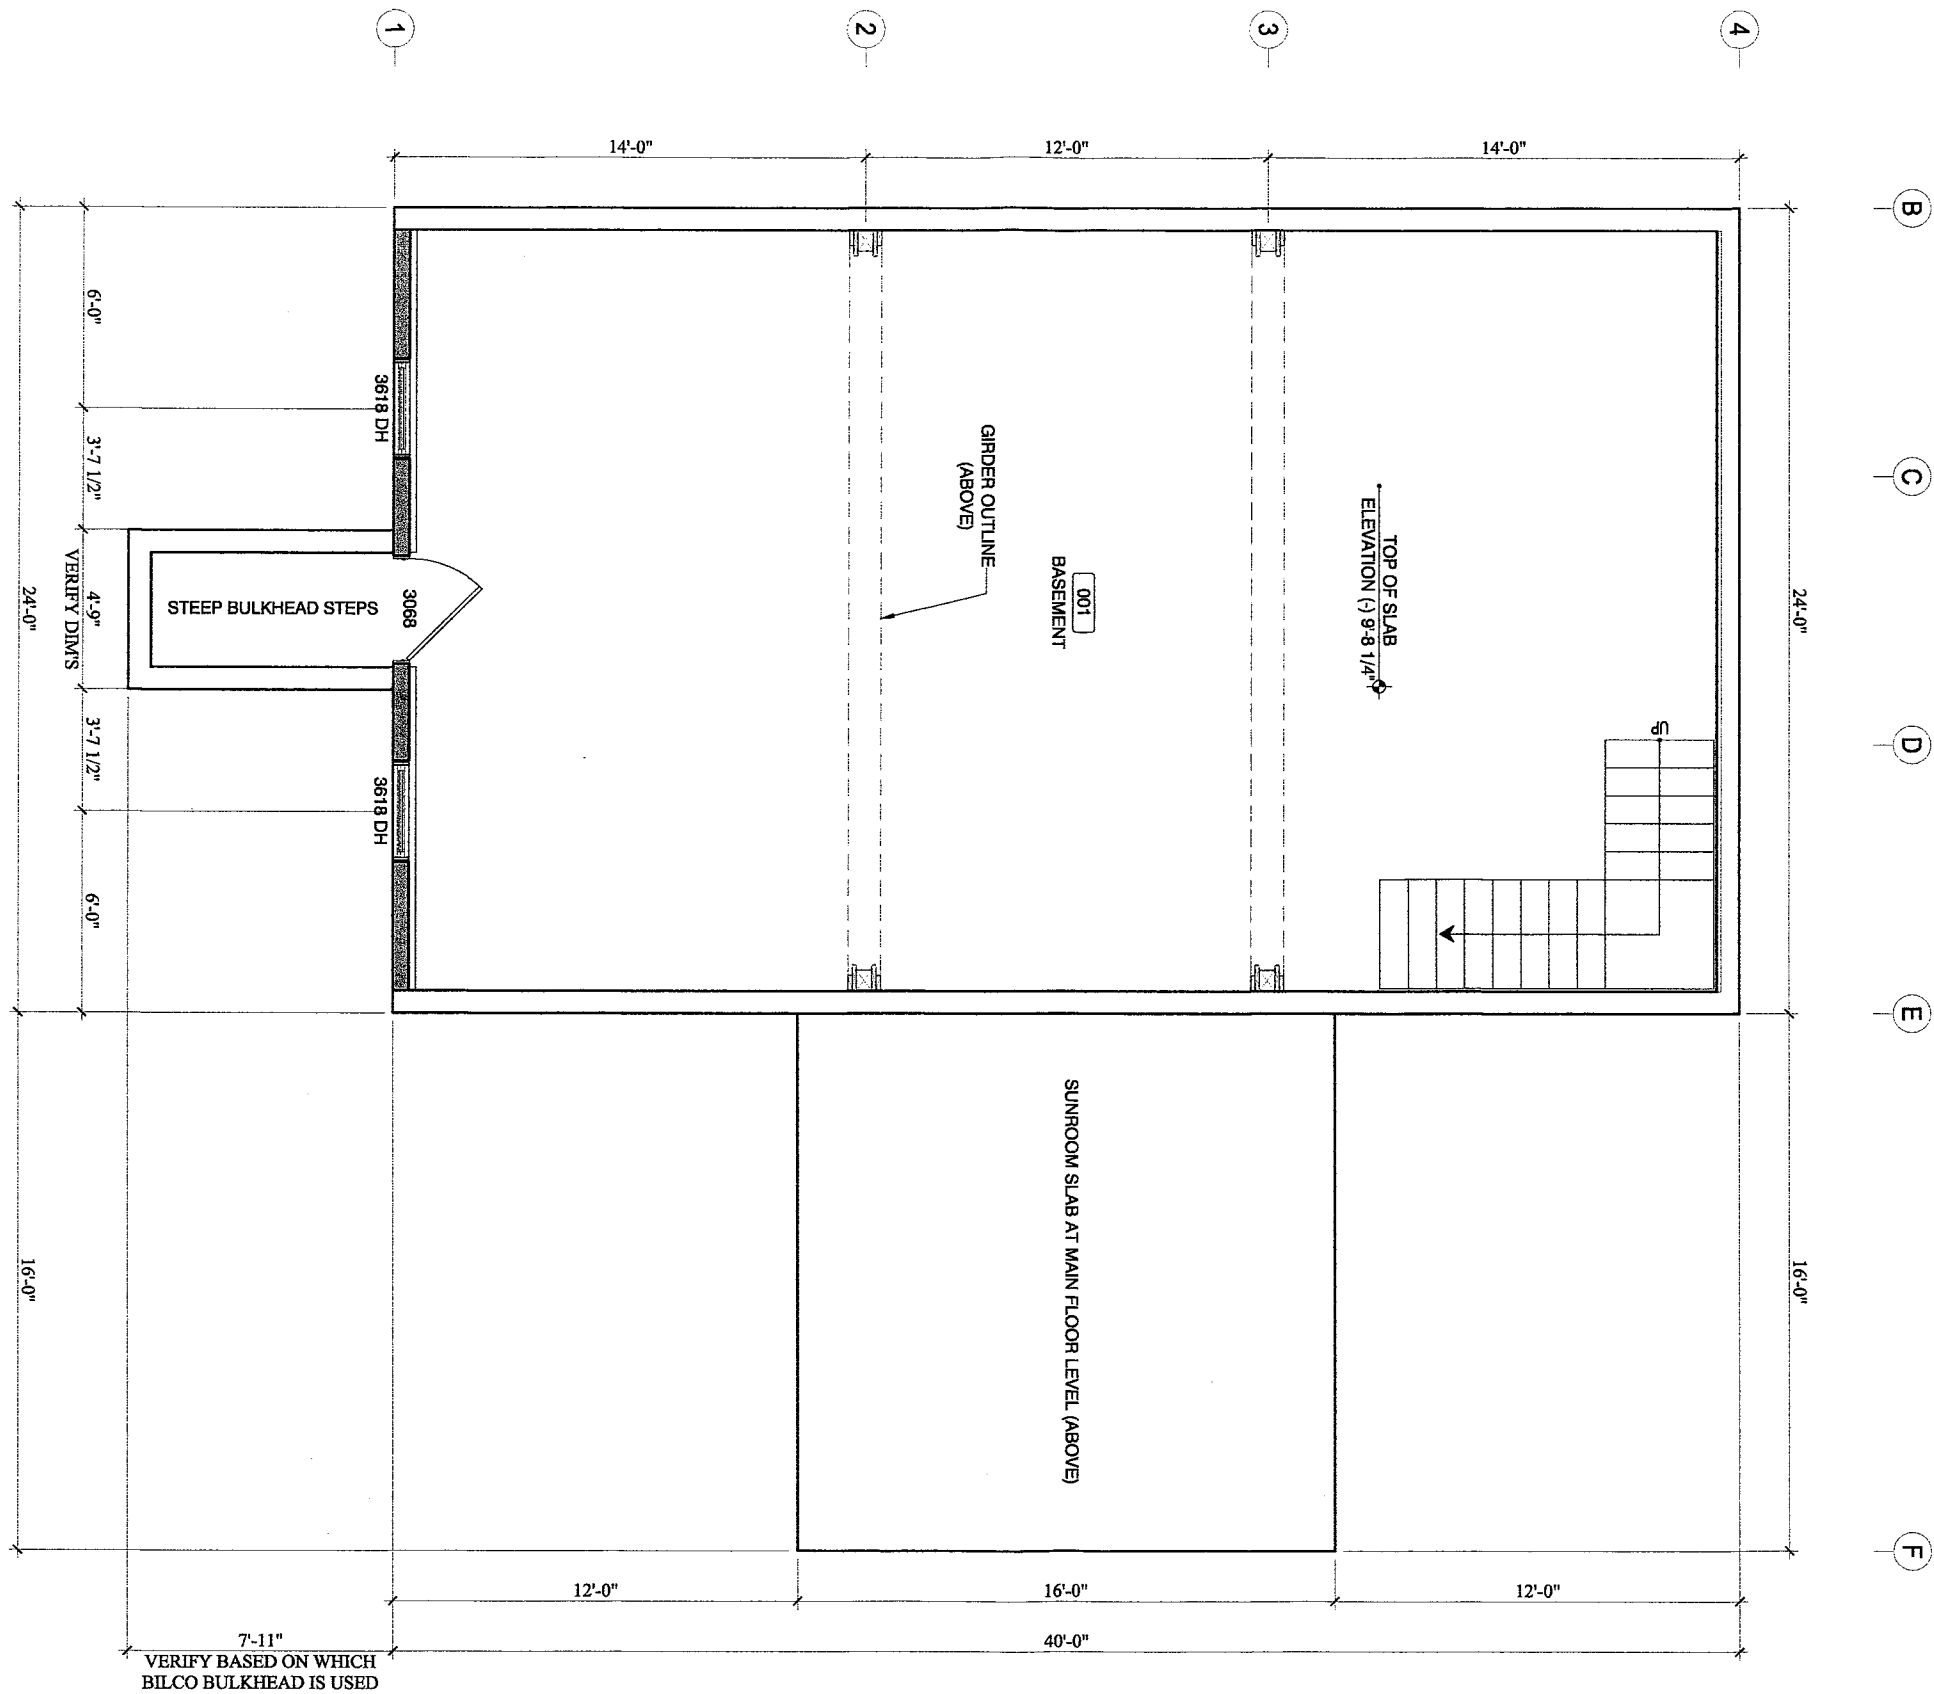 1
2
3
4
14'-0"
12'-0"
14'-0"
B
C
D
E
F
24'-0"
16'-0"
6'-0"
3'-7 1/2"
4'-9"
VERIFY DIM'S
3'-7 1/2"
6'-0"
24'-0"
16'-0"
3618 DH
3068
3618 DH
STEEP BULKHEAD STEPS
GIRDER OUTLINE
(ABOVE)
001
BASEMENT
TOP OF SLAB
ELEVATION (-) 9'-8 1/4"
UP
SUNROOM SLAB AT MAIN FLOOR LEVEL (ABOVE)
12'-0"
16'-0"
12'-0"
7'-11"
40'-0"
VERIFY BASED ON WHICH
BILCO BULKHEAD IS USED